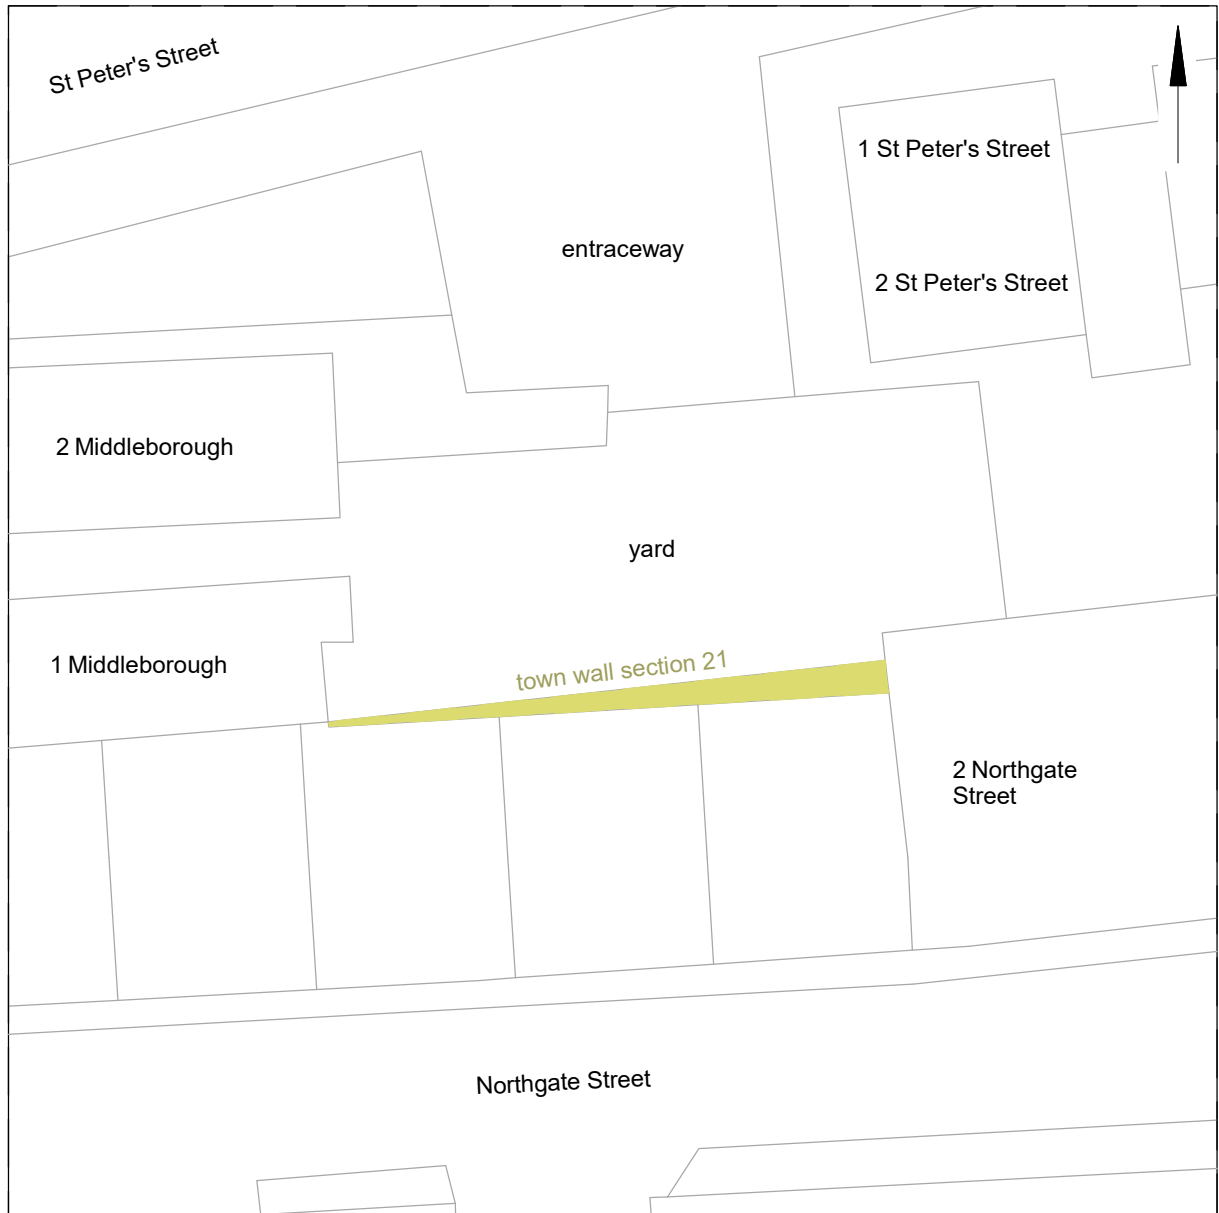 St Peter's Street
1 St Peter's Street
entraceway
2 St Peter's Street
2 Middleborough
yard
1 Middleborough
town wall section 21
2 Northgate
Street
Northgate Street